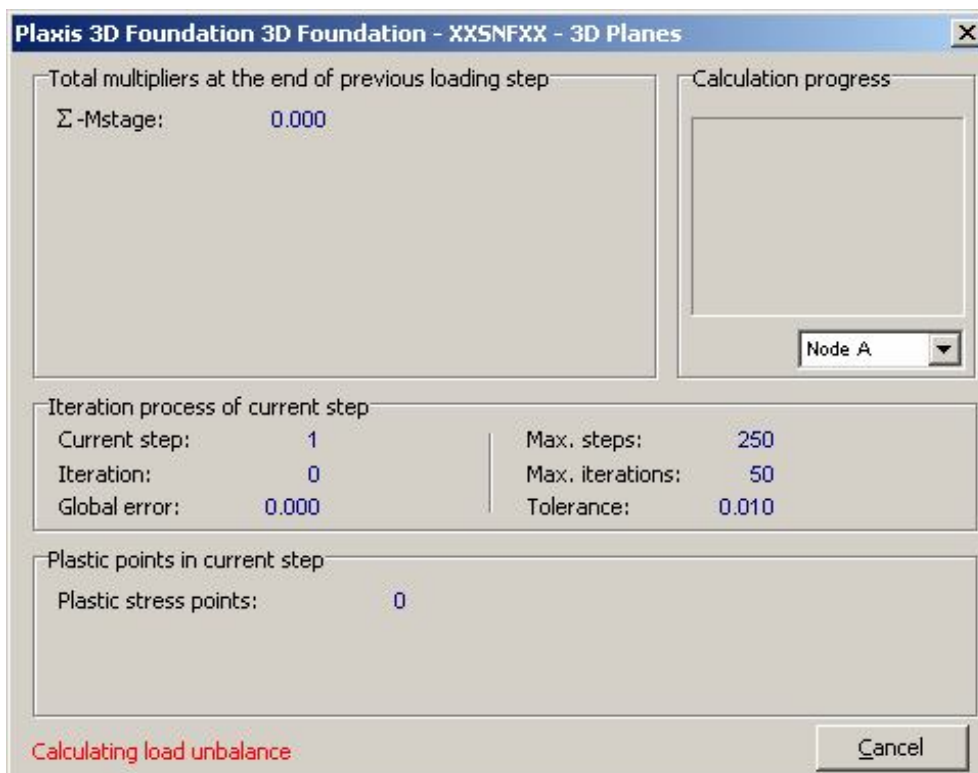 Plaxis 3D Foundation 3D Foundation - XXSNFXX - 3D Planes
Total multipliers at the end of previous loading step
Σ-Mstage: 0.000
Calculation progress
Node A
Iteration process of current step
Current step: 1 Max. steps: 250
Iteration: 0 Max. iterations: 50
Global error: 0.000 Tolerance: 0.010
Plastic points in current step
Plastic stress points: 0
Calculating load unbalance
Cancel